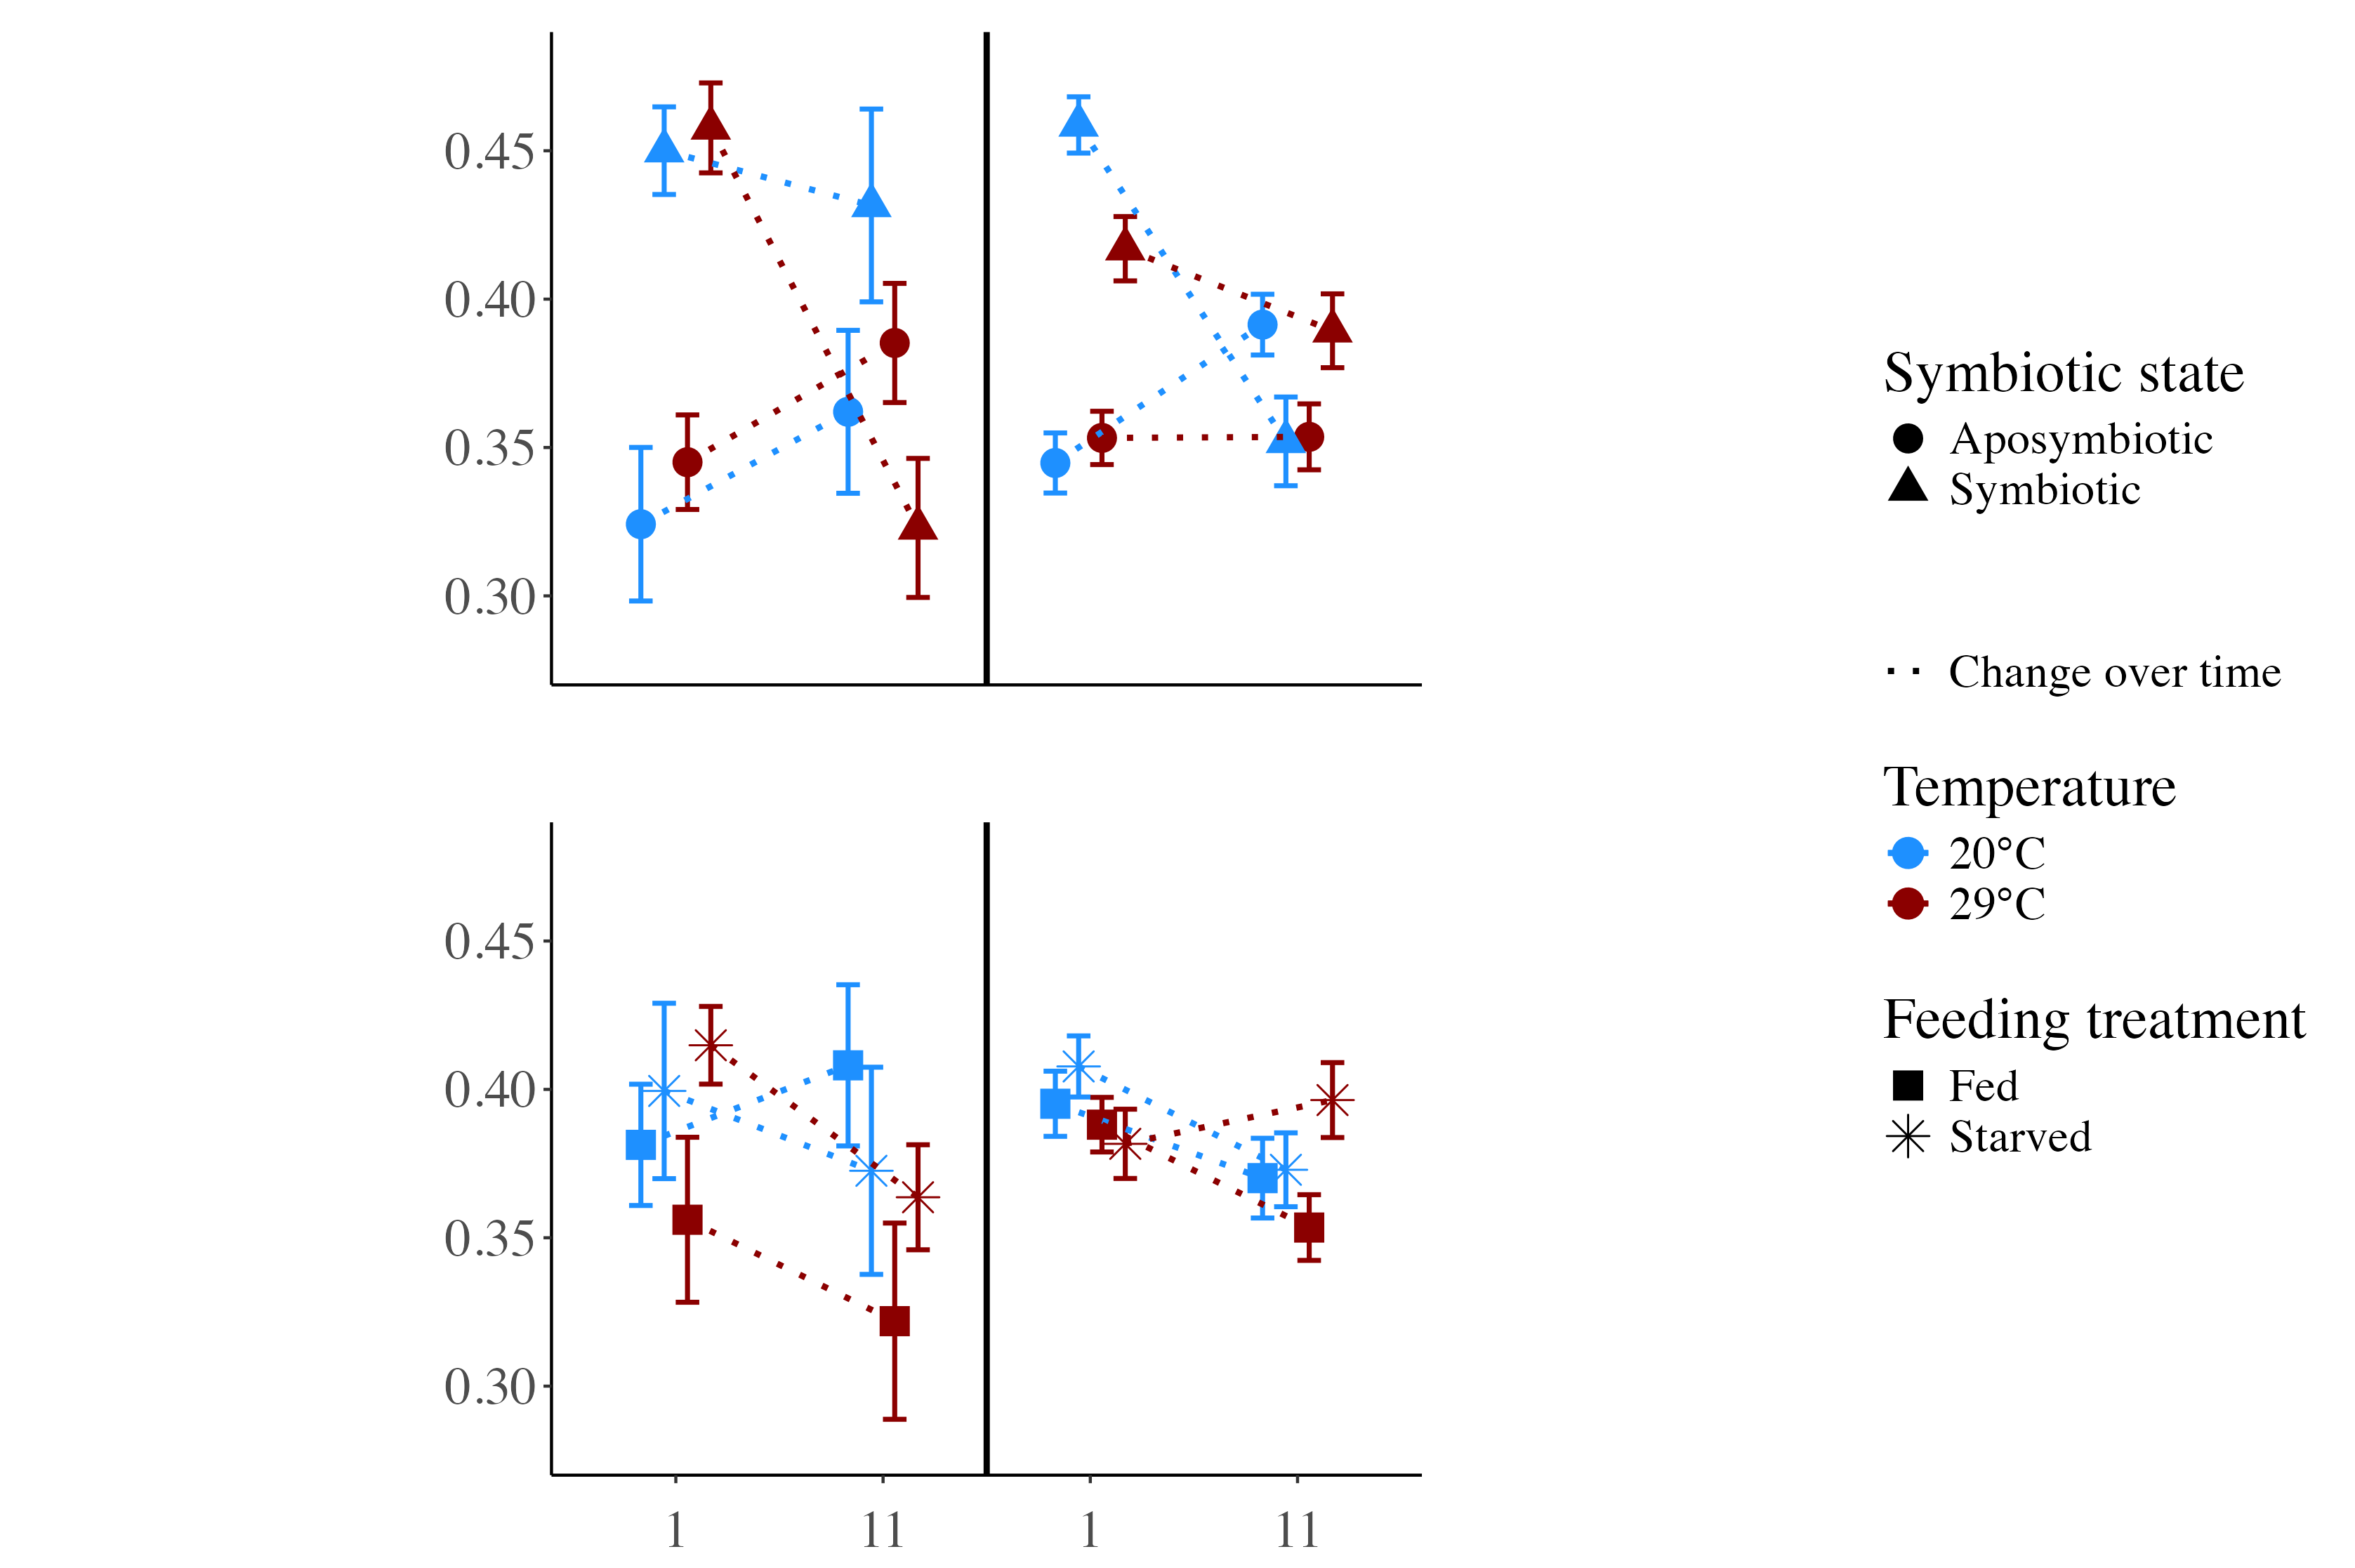 0.45
0.40
0.35
0.30
0.45
0.40
0.35
0.30
1 11 1 11
Symbiotic state
Aposymbiotic
Symbiotic
Change over time
Temperature
20°C
29°C
Feeding treatment
Fed
Starved